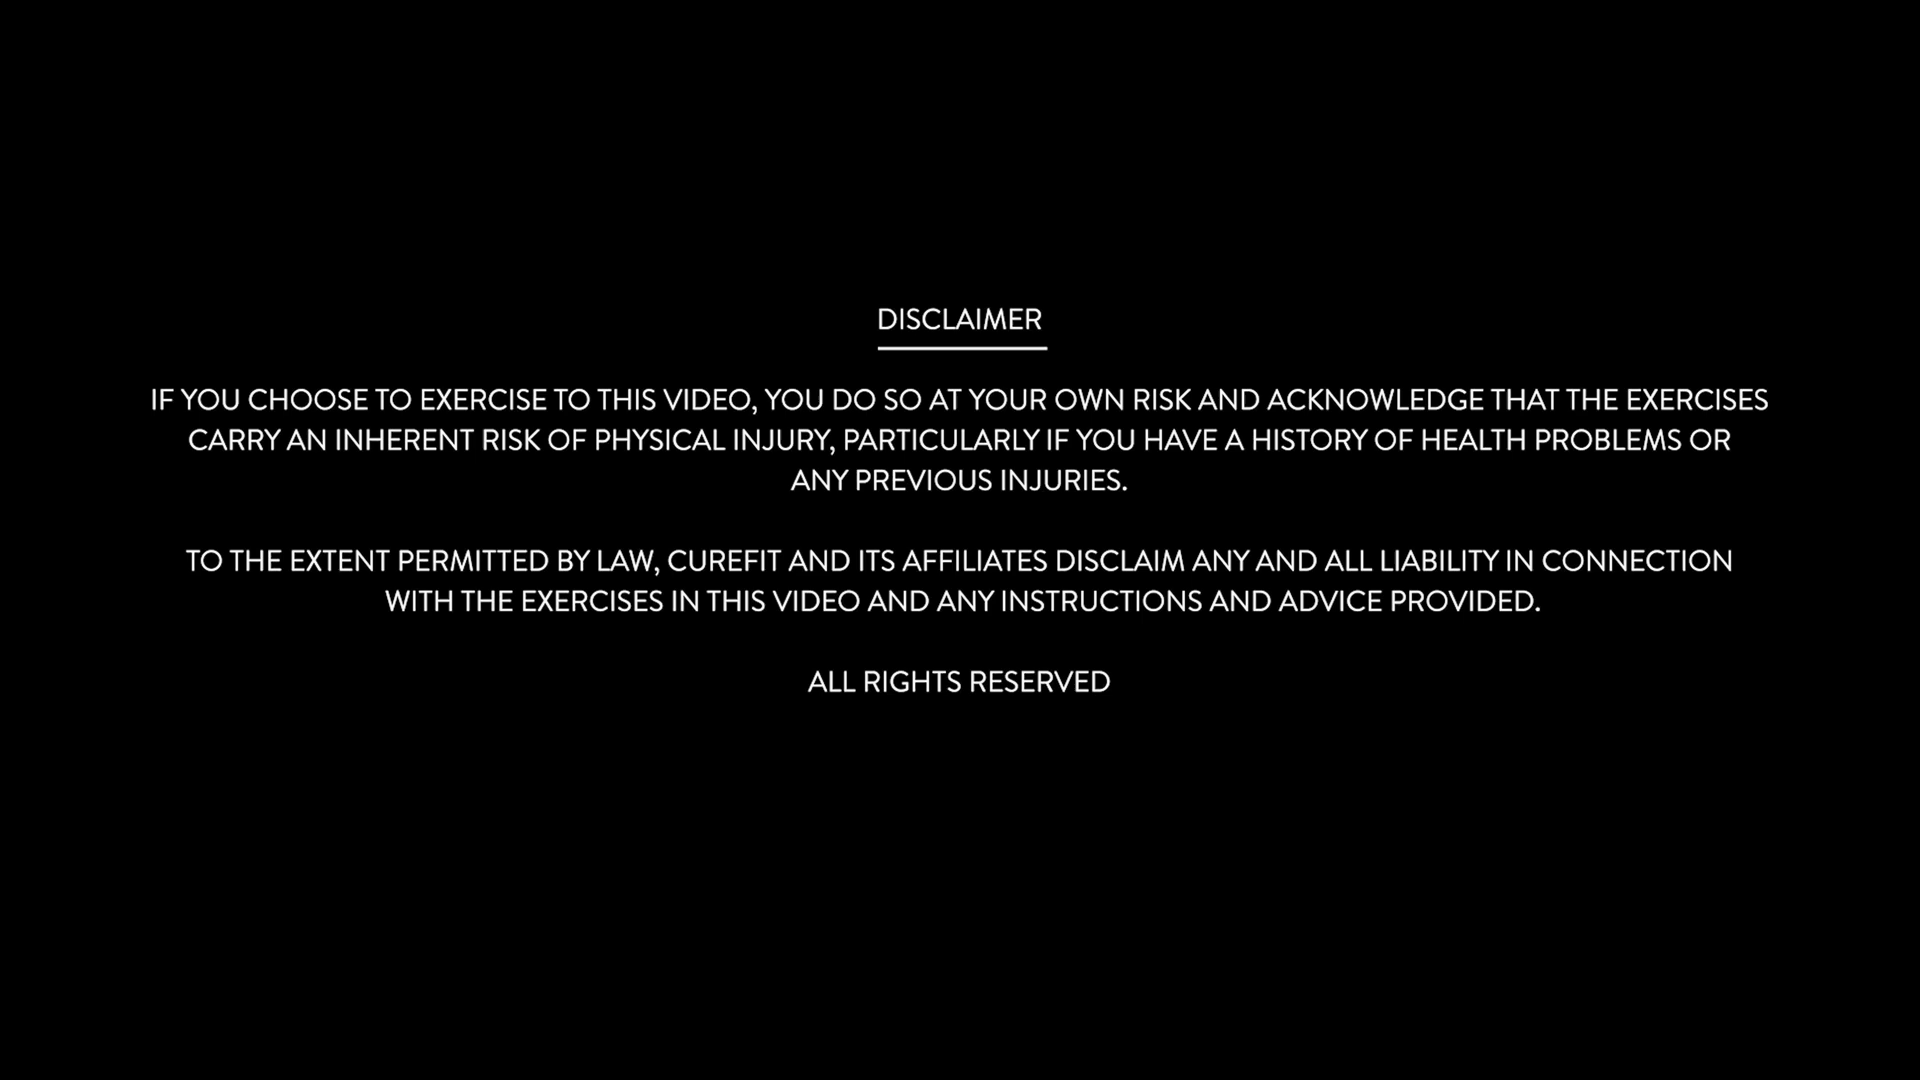 DISCLAIMER
IF YOU CHOOSE TO EXERCISE TO THIS VIDEO, YOU DO SO AT YOUR OWN RISK AND ACKNOWLEDGE THAT THE EXERCISES
CARRY AN INHERENT RISK OF PHYSICAL INJURY, PARTICULARLY IF YOU HAVE A HISTORY OF HEALTH PROBLEMS OR
ANY PREVIOUS INJURIES.
TO THE EXTENT PERMITTED BY LAW, CUREFIT AND ITS AFFILIATES DISCLAIM ANY AND ALL LIABILITY IN CONNECTION
WITH THE EXERCISES IN THIS VIDEO AND ANY INSTRUCTIONS AND ADVICE PROVIDED.
ALL RIGHTS RESERVED